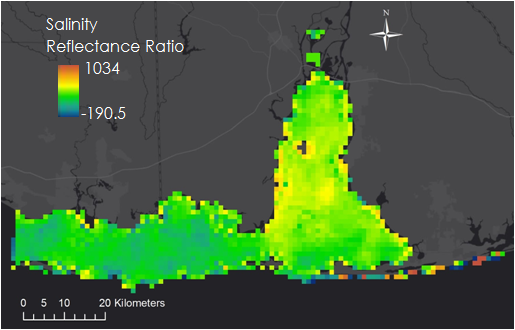 Salinity
Reflectance Ratio
1034
-190.5
N
0 5 10 20 Kilometers